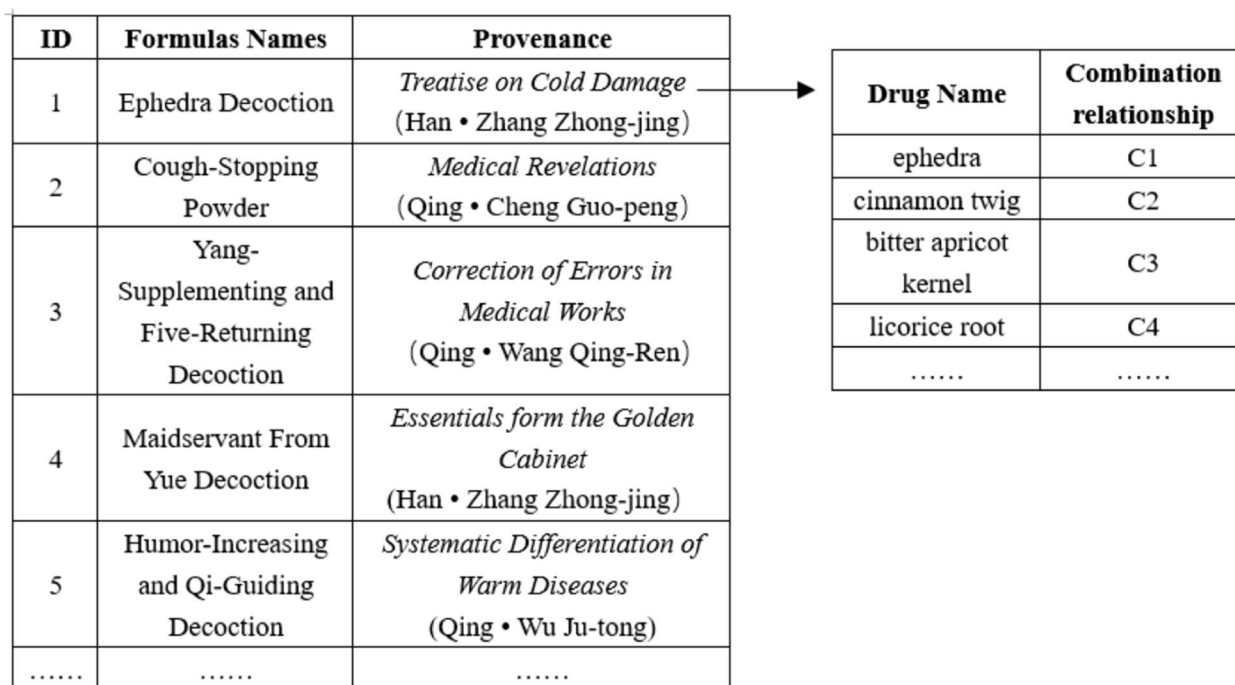 ID Formulas Names Provenance
1 Ephedra Decoction Treatise on Cold Damage
(Han • Zhang Zhong-jing)
2 Cough-Stopping
Powder Medical Revelations
(Qing • Cheng Guo-peng)
3 Yang-
Supplementing and
Five-Returning
Decoction Correction of Errors in
Medical Works
(Qing • Wang Qing-Ren)
4 Maidservant From
Yue Decoction Essentials form the Golden
Cabinet
(Han • Zhang Zhong-jing)
5 Humor-Increasing
and Qi-Guiding
Decoction Systematic Differentiation of
Warm Diseases
(Qing • Wu Ju-tong)
…… …… ……
Drug Name Combination
relationship
ephedra C1
cinnamon twig C2
bitter apricot
kernel C3
licorice root C4
…… ……